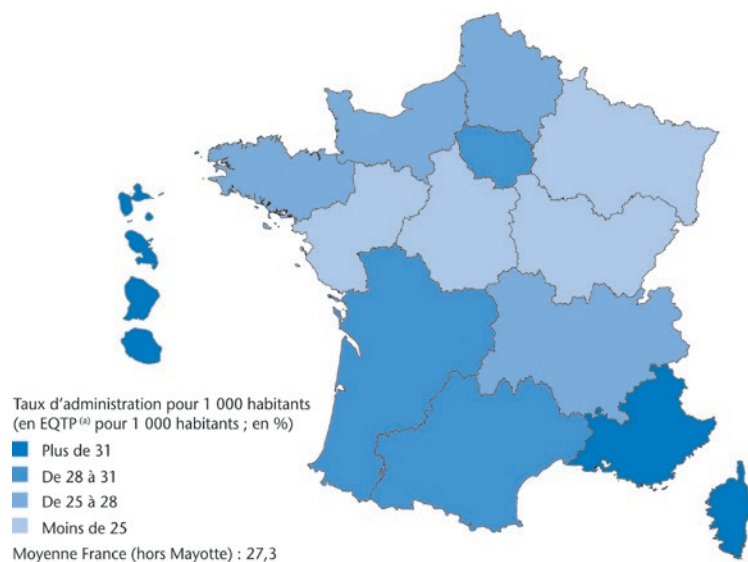 Taux d'administration pour 1 000 habitants
(en EQTP (a) pour 1 000 habitants ; en %)
Plus de 31
De 28 à 31
De 25 à 28
Moins de 25
Moyenne France (hors Mayotte) : 27,3